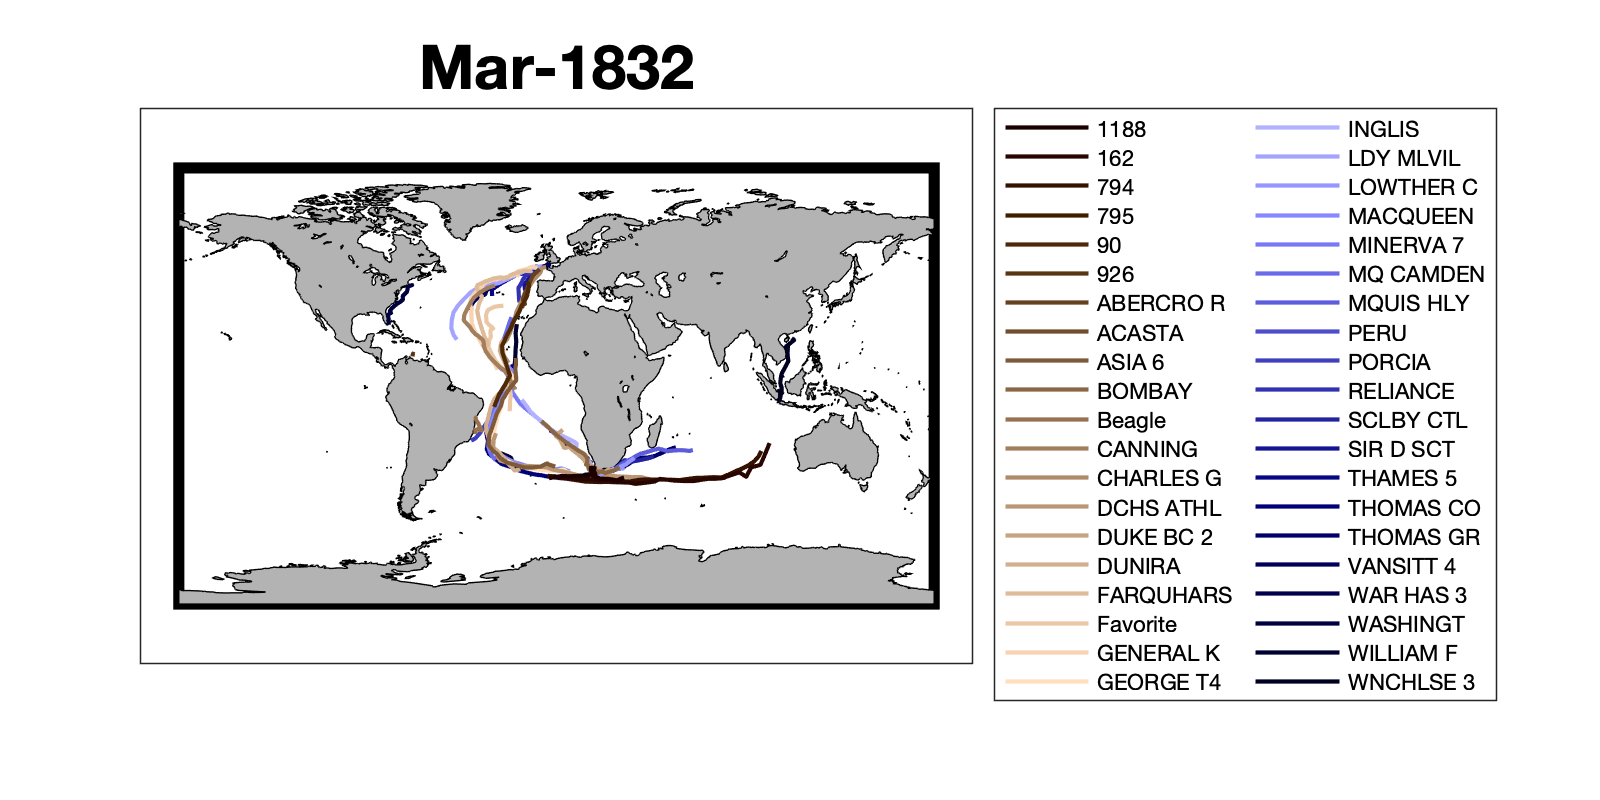 Mar-1832
1188
162
794
795
90
926
ABERCRO R
ACASTA
ASIA 6
BOMBAY
Beagle
CANNING
CHARLES G
DCHS ATHL
DUKE BC 2
DUNIRA
FARQUHARS
Favorite
GENERAL K
GEORGE T4
INGLIS
LDY MLVIL
LOWTHER C
MACQUEEN
MINERVA 7
MQ CAMDEN
MQUIS HLY
PERU
PORCIA
RELIANCE
SCLBY CTL
SIR D SCT
THAMES 5
THOMAS CO
THOMAS GR
VANSITT 4
WAR HAS 3
WASHINGT
WILLIAM F
WNCHLSE 3